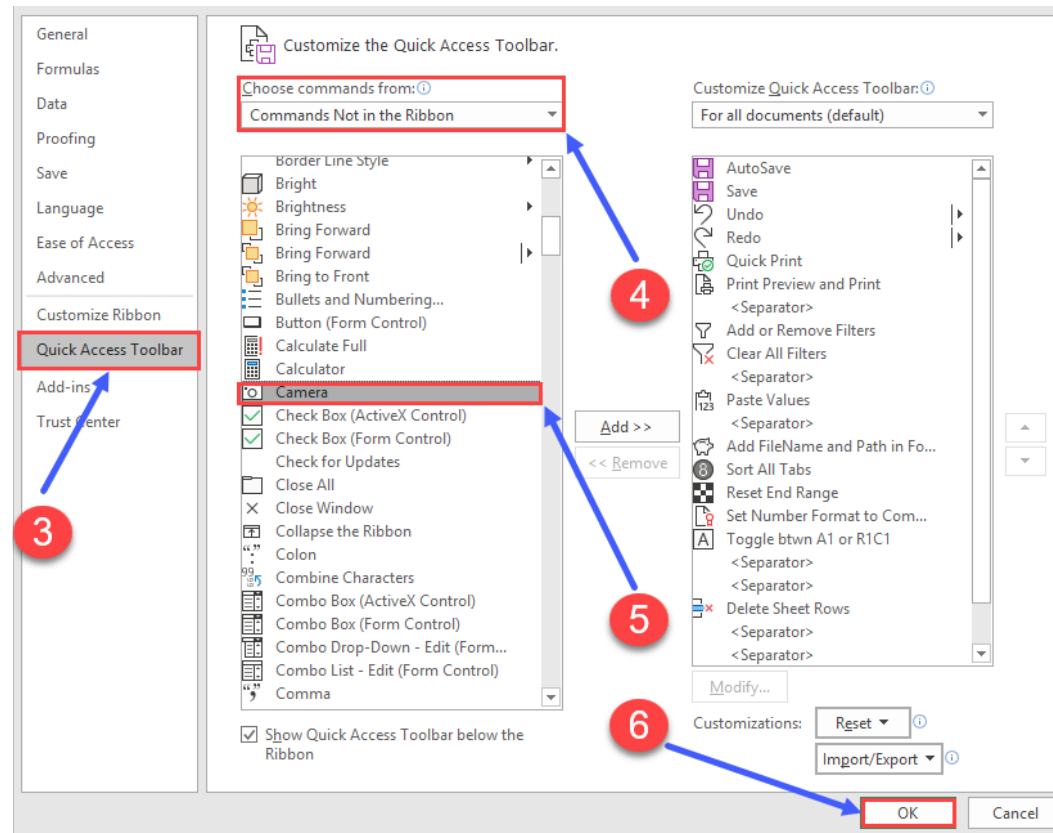 General
Formulas
Data
Proofing
Save
Language
Ease of Access
Advanced
Customize Ribbon
Quick Access Toolbar
Add-ins
Trust Center
3
Customize the Quick Access Toolbar.
Choose commands from:
Commands Not in the Ribbon
Border Line Style
Bright
Brightness
Bring Forward
Bring Forward
Bring to Front
Bullets and Numbering...
Button (Form Control)
Calculate Full
Calculator
Camera
Check Box (ActiveX Control)
Check Box (Form Control)
Check for Updates
Close All
Close Window
Collapse the Ribbon
Colon
Combine Characters
Combo Box (ActiveX Control)
Combo Box (Form Control)
Combo Drop-Down - Edit (Form...
Combo List - Edit (Form Control)
Comma
Show Quick Access Toolbar below the
Ribbon
4
Add >>
<< Remove
5
Customize Quick Access Toolbar:
For all documents (default)
AutoSave
Save
Undo
Redo
Quick Print
Print Preview and Print
<Separator>
Add or Remove Filters
Clear All Filters
<Separator>
123 Paste Values
<Separator>
Add FileName and Path in Fo...
8 Sort All Tabs
Reset End Range
Set Number Format to Com...
A Toggle btwn A1 or R1C1
<Separator>
<Separator>
Delete Sheet Rows
<Separator>
<Separator>
Modify...
Customizations: Reset
Import/Export
6
OK
Cancel